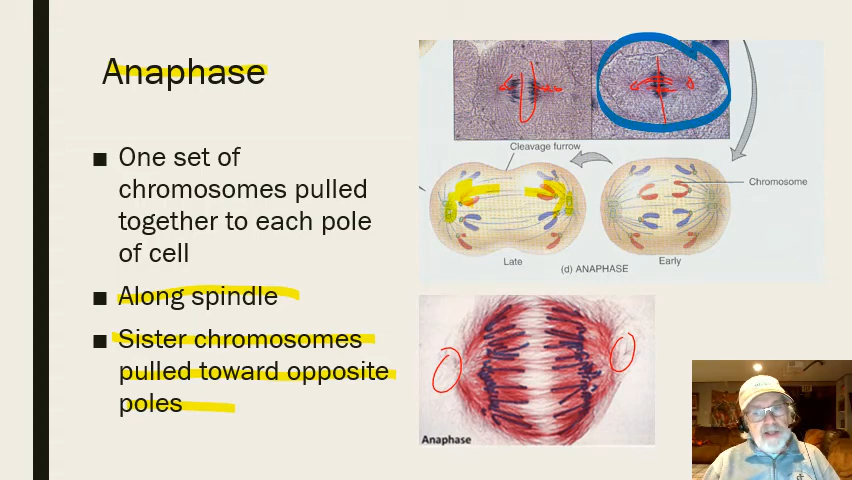 Anaphase
■ One set of
chromosomes pulled
together to each pole
of cell
■ Along spindle
■ Sister chromosomes
pulled toward opposite
poles
Cleavage furrow
Chromosome
Late
Early
(d) ANAPHASE
Anaphase